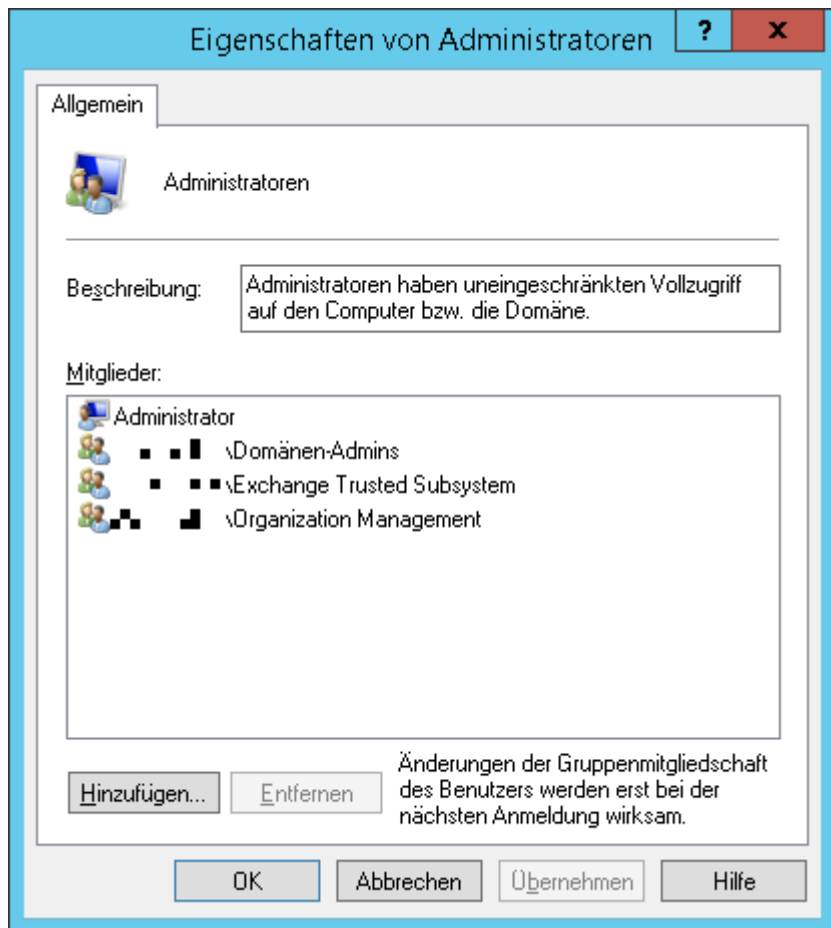 Eigenschaften von Administratoren
?
x
Allgemein
Administratoren
Beschreibung:
Administratoren haben uneingeschränkten Vollzugriff
auf den Computer bzw. die Domäne.
Mitglieder:
Administrator
\Domänen-Admins
\Exchange Trusted Subsystem
\Organization Management
Hinzufügen...
Entfernen
Änderungen der Gruppenmitgliedschaft
des Benutzers werden erst bei der
nächsten Anmeldung wirksam.
OK
Abbrechen
Übernehmen
Hilfe